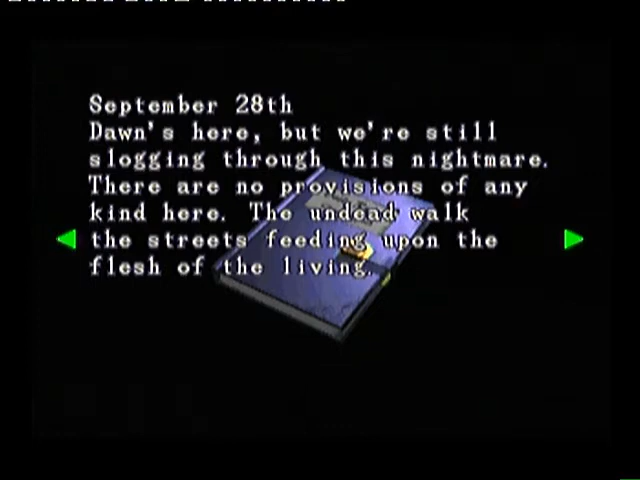 September 28th
Dawn's here, but we're still
slogging through this nightmare.
There are no provisions of any
kind here. The undead walk
the streets feeding upon the
flesh of the living.